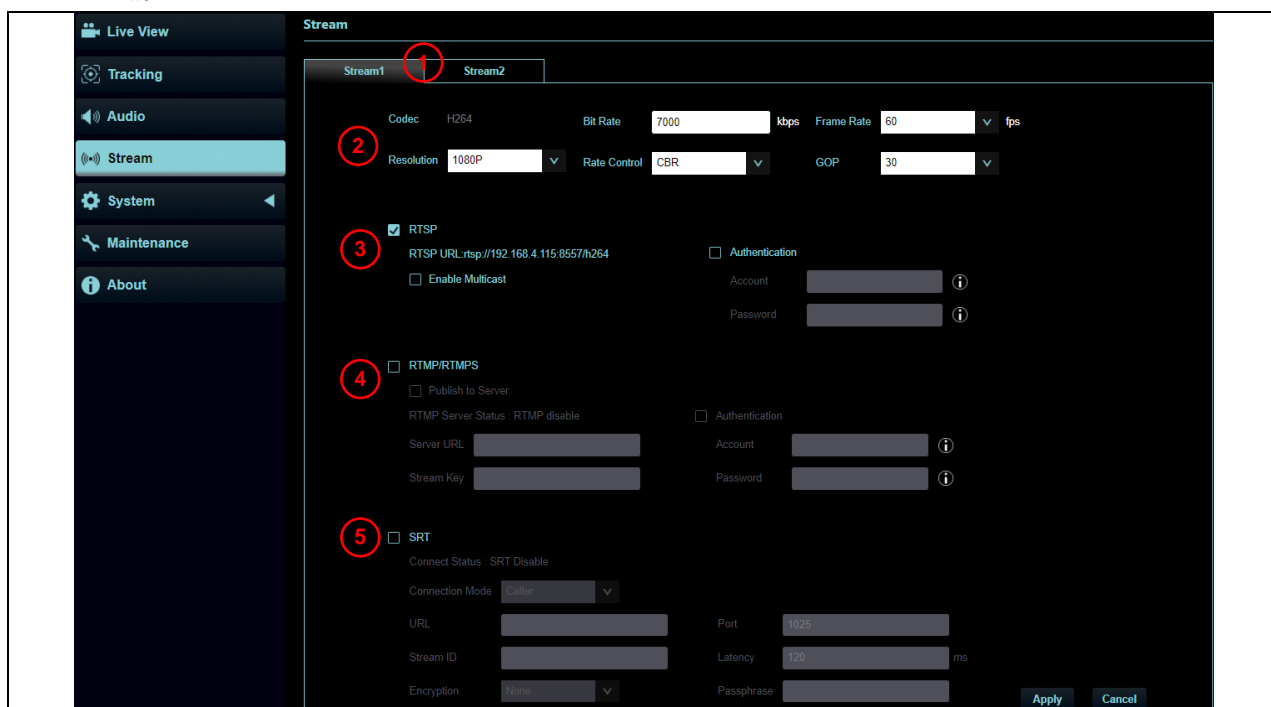 Live View
Tracking
Audio
Stream
System
Maintenance
About
Stream
1
Stream1 Stream2
2
Codec H264 Bit Rate 7000 kbps Frame Rate 60 fps
Resolution 1080P Rate Control CBR GOP 30
3
RTSP
RTSP URL:rtsp://192.168.4.115:8557/h264 Authentication
Enable Multicast Account
Password
4
RTMP/RTMPS
Publish to Server
RTMP Server Status : RTMP disable Authentication
Server URL Account
Stream Key Password
5
SRT
Connect Status : SRT Disable
Connection Mode Caller
URL Port 1025
Stream ID Latency 120 ms
Encryption None Passphrase
Apply Cancel